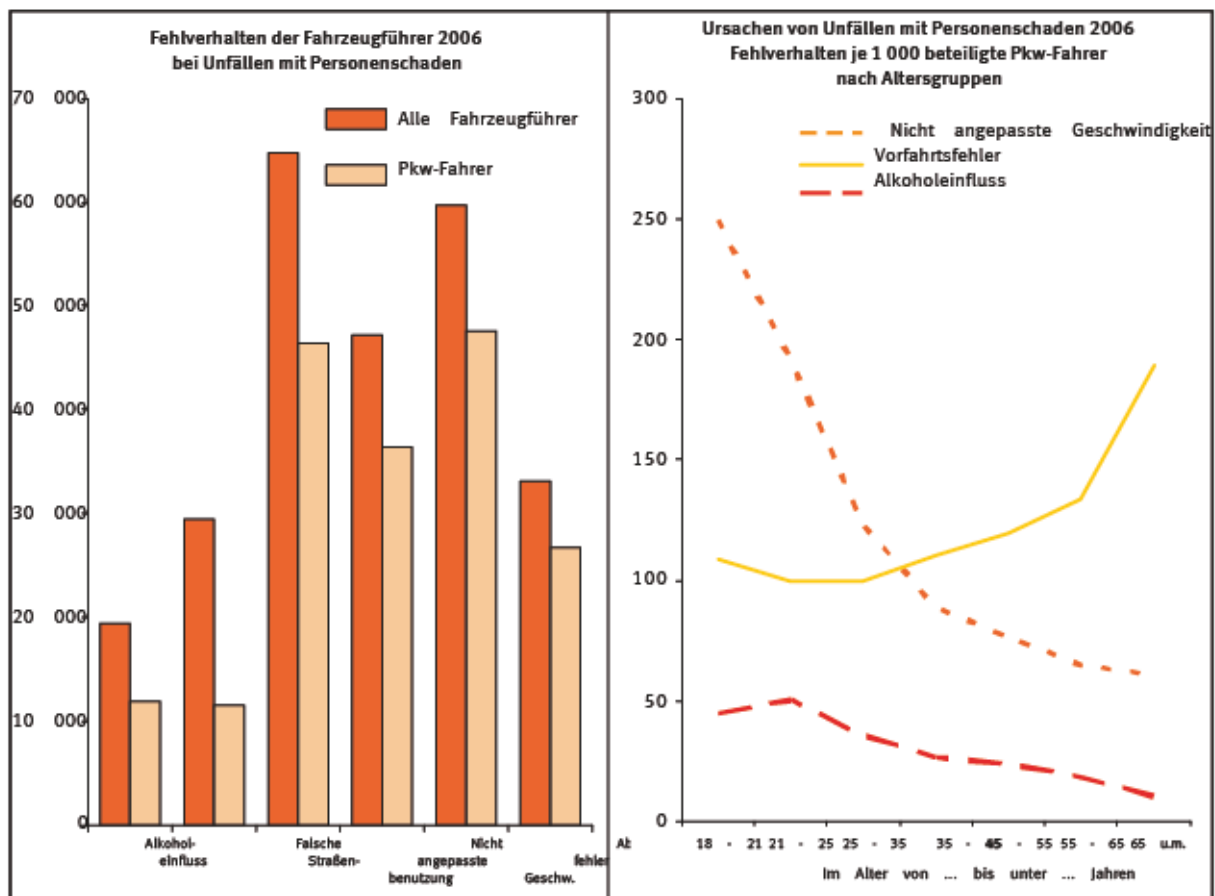 Fehlverhalten der Fahrzeugführer 2006
bei Unfällen mit Personenschaden
70 000
Alle Fahrzeugführer
Pkw-Fahrer
60 000
50 000
40 000
30 000
20 000
10 000
0
Alkohol-
einfluss
Falsche
Straßen-
benutzung
Nicht
angepasste
Geschw.
fehler
Ab
Ursachen von Unfällen mit Personenschaden 2006
Fehlverhalten je 1 000 beteiligte Pkw-Fahrer
nach Altersgruppen
300
Nicht angepasste Geschwindigkeit
Vorfahrtsfehler
Alkoholeinfluss
250
200
150
100
50
0
18 - 21 21 - 25 25 - 35 35 - 45 - 55 55 - 65 65 u.m.
Im Alter von ... bis unter ... Jahren